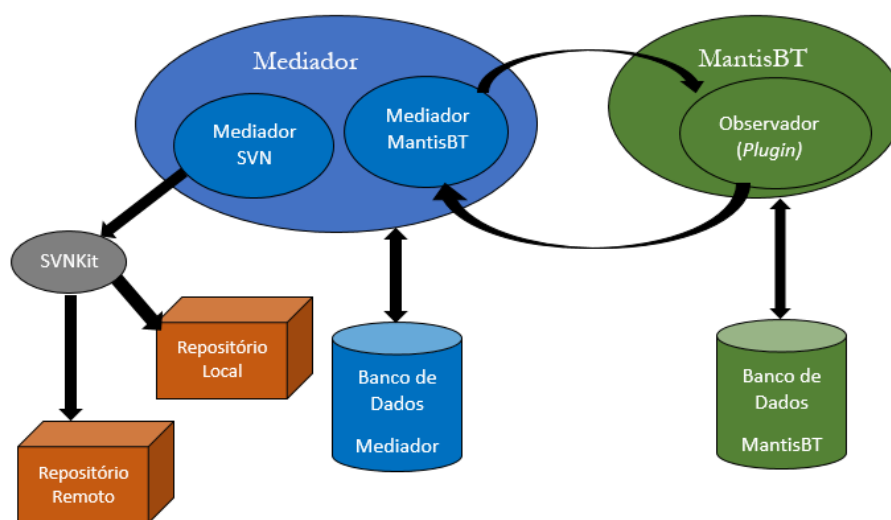 Mediador
MantisBT
Mediador
SVN
Mediador
MantisBT
Observador
(Plugin)
SVNKit
Repositório
Local
Banco de
Dados
Mediador
Banco de
Dados
MantisBT
Repositório
Remoto